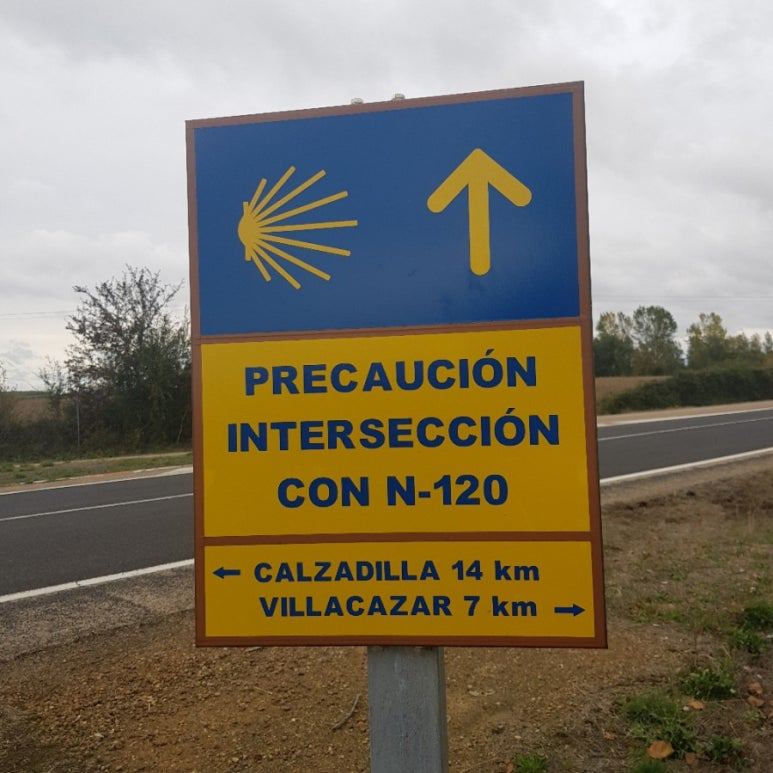 PRECAUCIÓN
INTERSECCIÓN
CON N-120
CALZADILLA 14 km
VILLACAZAR 7 km